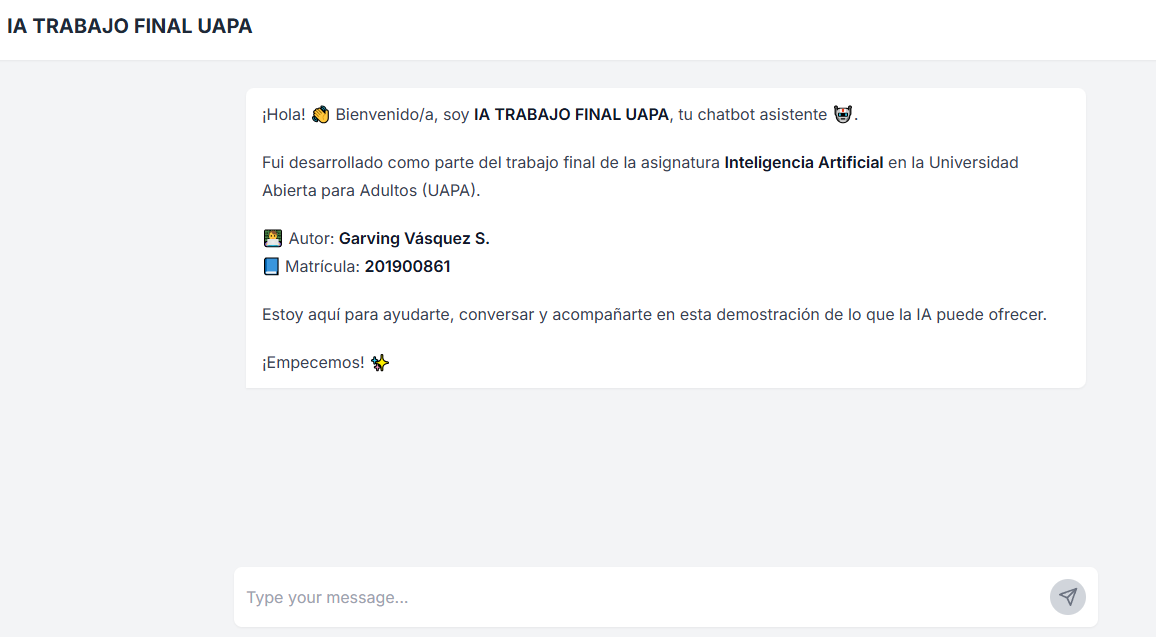 IA TRABAJO FINAL UAPA
¡Hola! 👏 Bienvenido/a, soy IA TRABAJO FINAL UAPA, tu chatbot asistente 🤖.
Fui desarrollado como parte del trabajo final de la asignatura Inteligencia Artificial en la Universidad
Abierta para Adultos (UAPA).
👨‍💻 Autor: Garving Vásquez S.
📘 Matrícula: 201900861
Estoy aquí para ayudarte, conversar y acompañarte en esta demostración de lo que la IA puede ofrecer.
¡Empecemos! ✨
Type your message...